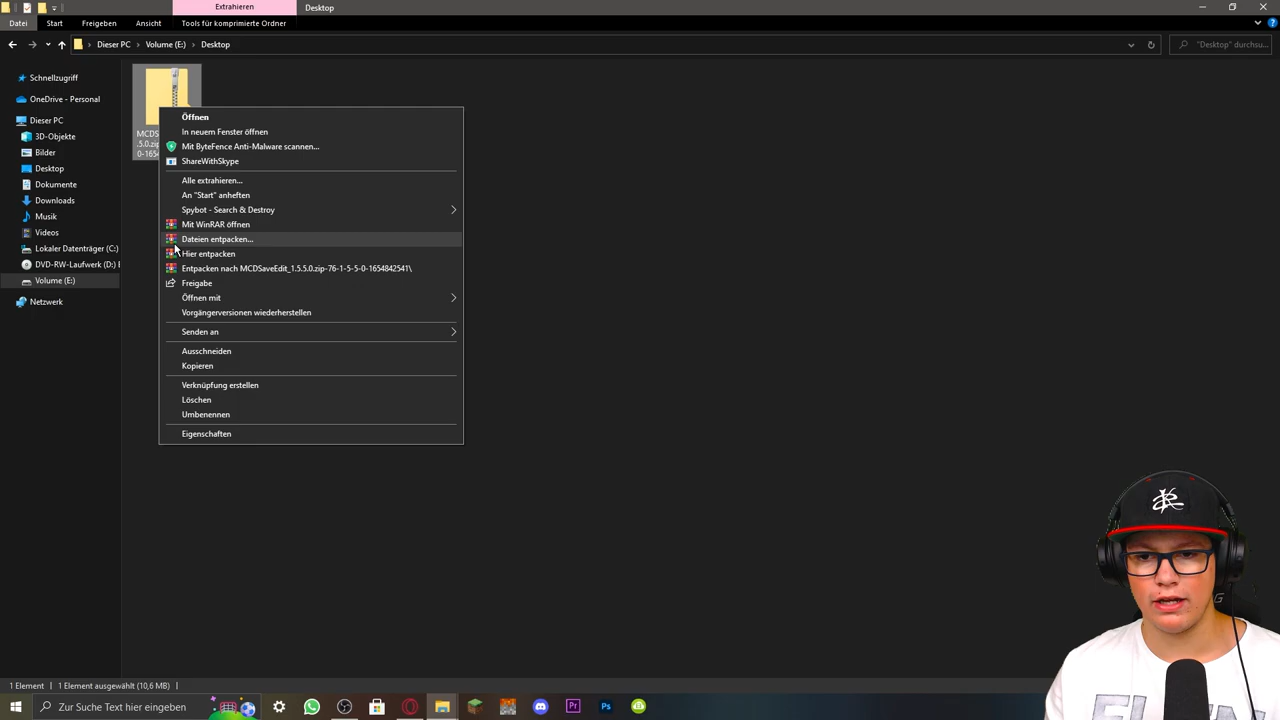 Extrahieren
Desktop
Datei
Start
Freigeben
Ansicht
Tools für komprimierte Ordner
Dieser PC
Volume (E:)
Desktop
"Desktop" durchsu...
Schnellzugriff
OneDrive - Personal
Dieser PC
3D-Objekte
Bilder
Desktop
Dokumente
Downloads
Musik
Videos
Lokaler Datenträger (C:)
DVD-RW-Laufwerk (D:)
Volume (E:)
Netzwerk
Öffnen
In neuem Fenster öffnen
Mit ByteFence Anti-Malware scannen...
ShareWithSkype
Alle extrahieren...
An "Start" anheften
Spybot - Search & Destroy
Mit WinRAR öffnen
Dateien entpacken...
Hier entpacken
Entpacken nach MCDSaveEdit_1.5.5.0.zip-76-1-5-5-0-1654842541\
Freigabe
Öffnen mit
Vorgängerversionen wiederherstellen
Senden an
Ausschneiden
Kopieren
Verknüpfung erstellen
Löschen
Umbenennen
Eigenschaften
1 Element
1 Element ausgewählt (10,6 MB)
Zur Suche Text hier eingeben
Pr
Ps